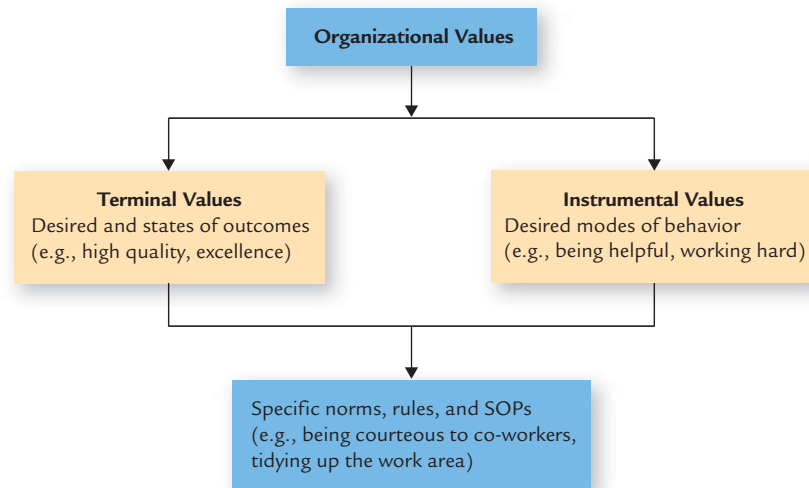 Organizational Values
Terminal Values
Desired and states of outcomes
(e.g., high quality, excellence)
Instrumental Values
Desired modes of behavior
(e.g., being helpful, working hard)
Specific norms, rules, and SOPs
(e.g., being courteous to co-workers,
tidying up the work area)